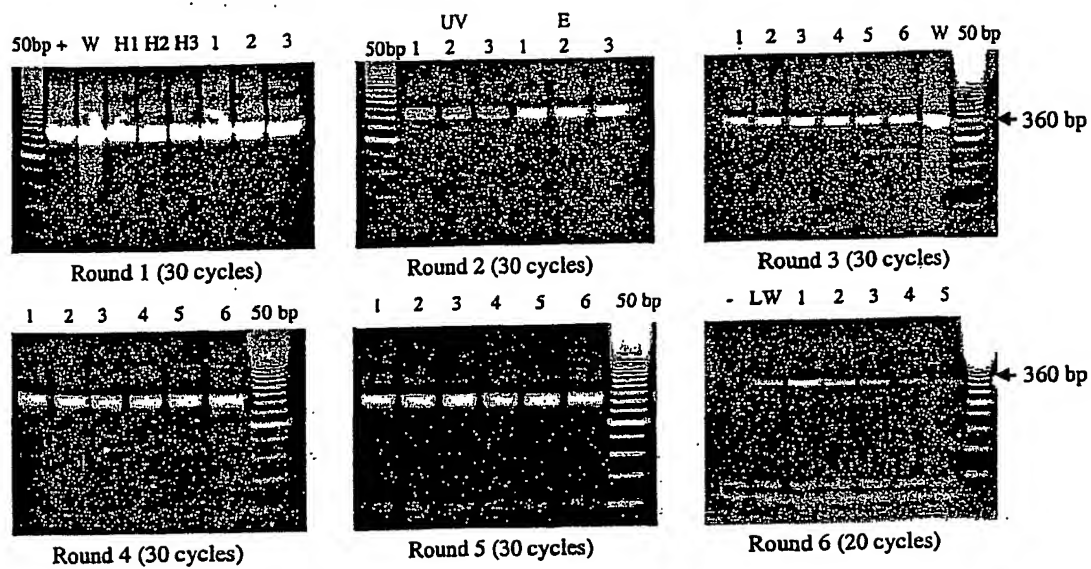 50bp + W H1 H2 H3 1 2 3
Round 1 (30 cycles)
UV E
50bp 1 2 3 1 2 3
Round 2 (30 cycles)
1 2 3 4 5 6 W 50 bp
360 bp
Round 3 (30 cycles)
1 2 3 4 5 6 50 bp
Round 4 (30 cycles)
1 2 3 4 5 6 50 bp
Round 5 (30 cycles)
- LW 1 2 3 4 5
360 bp
Round 6 (20 cycles)